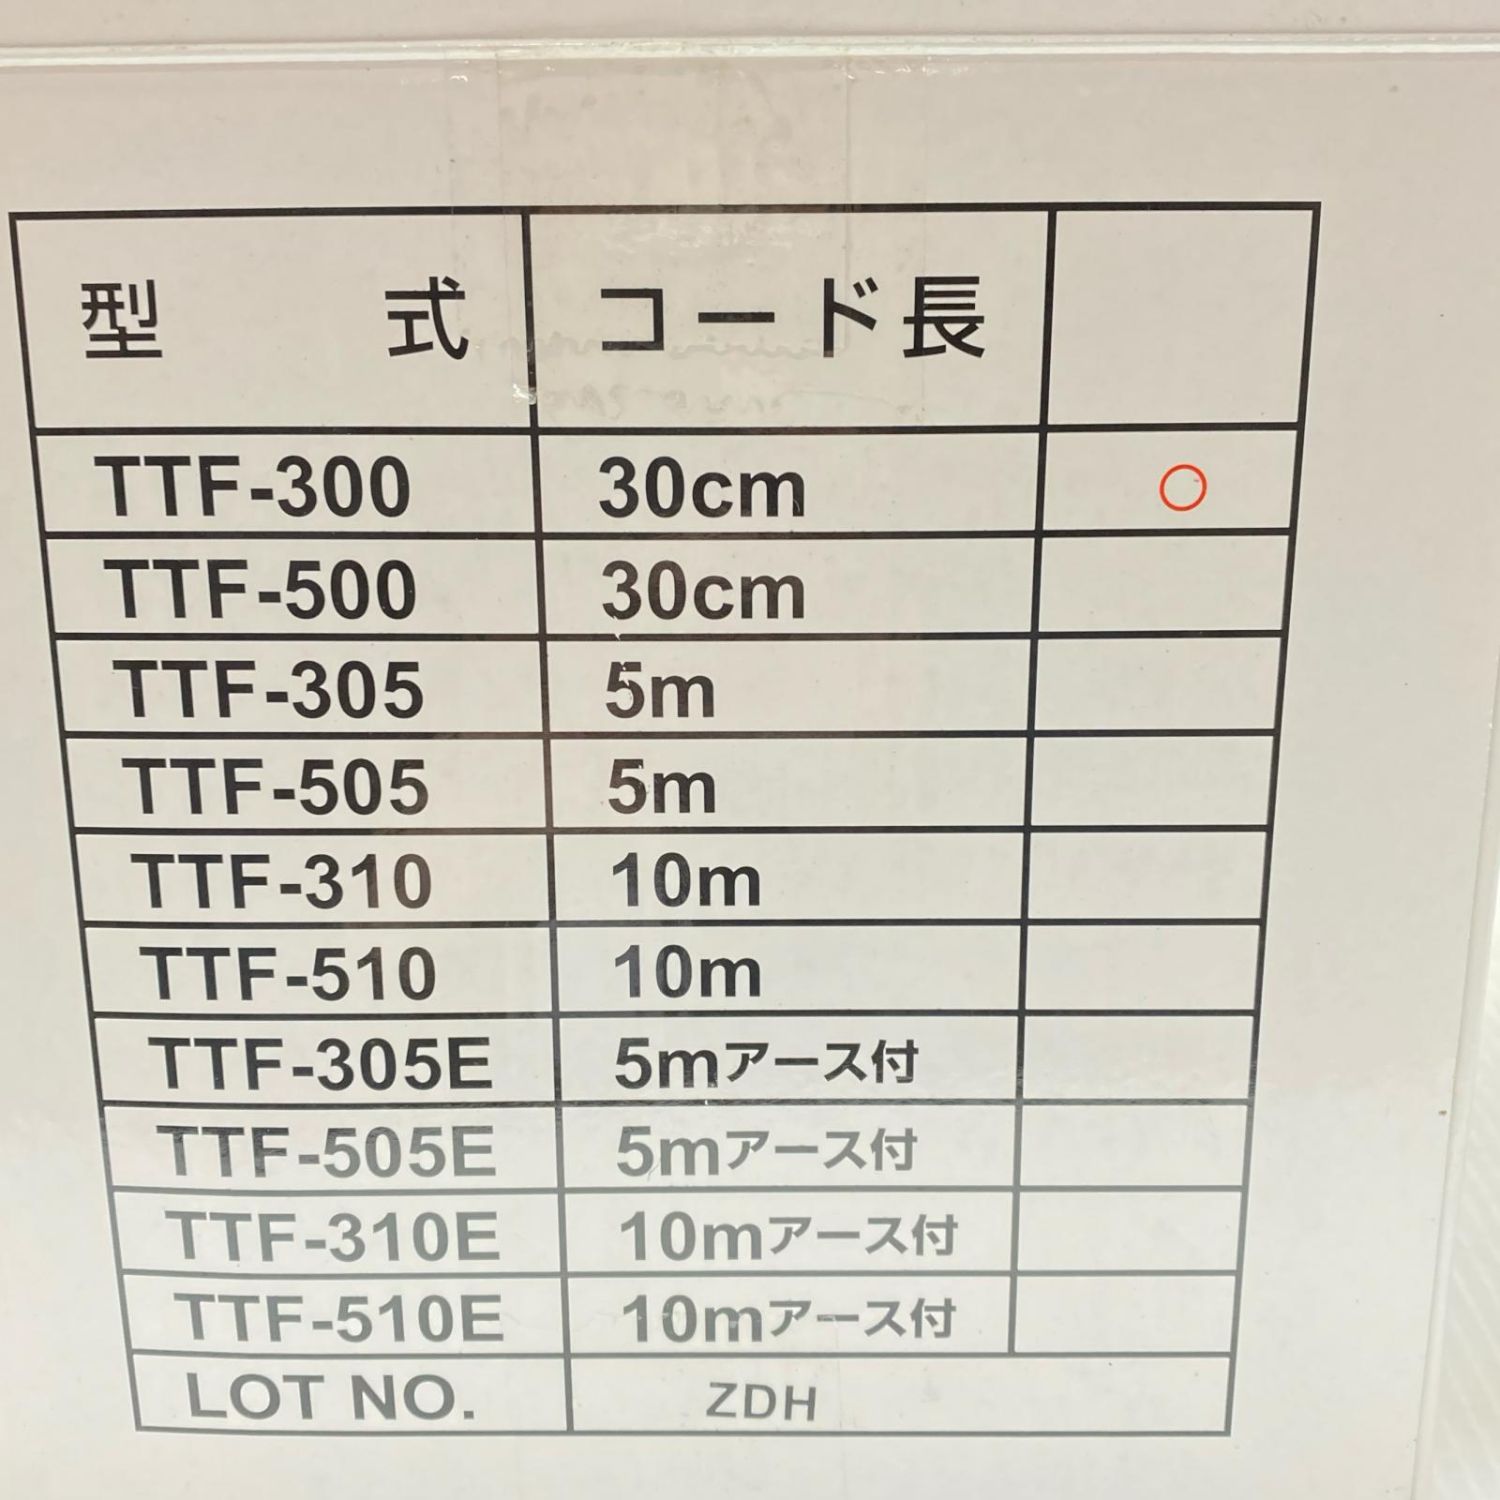 型 式 コード長
TTF-300 30cm ○
TTF-500 30cm
TTF-305 5m
TTF-505 5m
TTF-310 10m
TTF-510 10m
TTF-305E 5mアース付
TTF-505E 5mアース付
TTF-310E 10mアース付
TTF-510E 10mアース付
LOT NO. ZDH